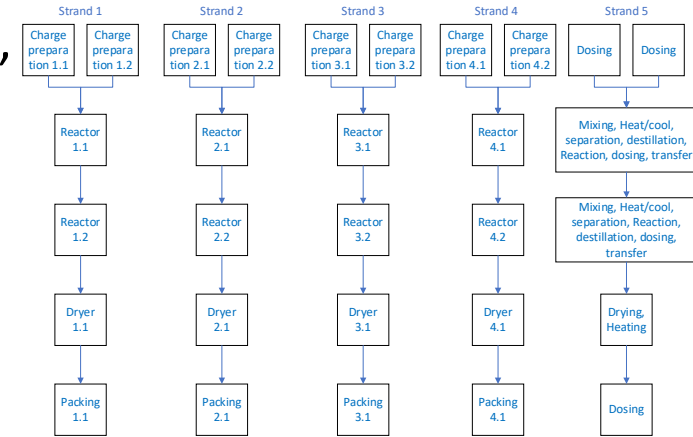 Strand 1
Strand 2
Strand 3
Strand 4
Strand 5
,
Charge
prepara
tion 1.1
Charge
prepara
tion 1.2
Charge
prepara
tion 2.1
Charge
prepara
tion 2.2
Charge
prepara
tion 3.1
Charge
prepara
tion 3.2
Charge
prepara
tion 4.1
Charge
prepara
tion 4.2
Dosing
Dosing
Reactor
1.1
Reactor
2.1
Reactor
3.1
Reactor
4.1
Mixing, Heat/cool,
separation, destillation,
Reaction, dosing, transfer
Reactor
1.2
Reactor
2.2
Reactor
3.2
Reactor
4.2
Mixing, Heat/cool,
separation, Reaction,
destillation, dosing,
transfer
Dryer
1.1
Dryer
2.1
Dryer
3.1
Dryer
4.1
Drying,
Heating
Packing
1.1
Packing
2.1
Packing
3.1
Packing
4.1
Dosing